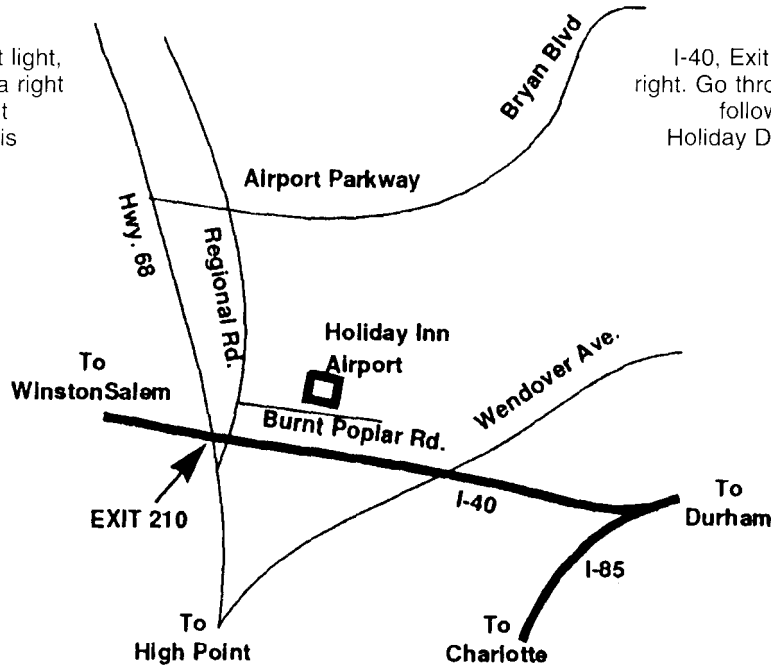 t light,
a right
t
is
I-40, Exit
right. Go thro
follow
Holiday D
Bryan Blvd
Airport Parkway
Hwy. 68
Regional Rd.
Holiday Inn
Airport
Wendover Ave.
To
WinstonSalem
Burnt Poplar Rd.
EXIT 210
I-40
To
Durham
I-85
To
High Point
To
Charlotte